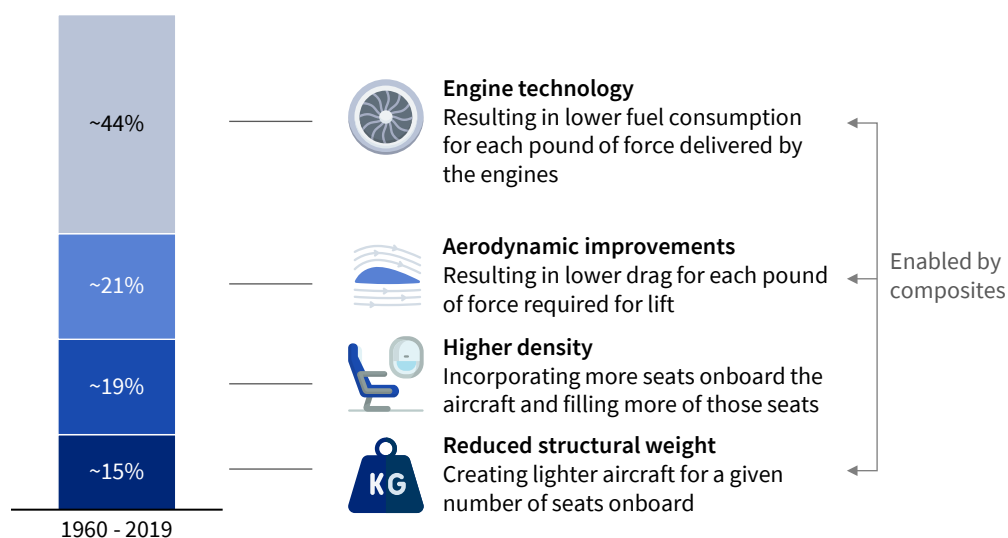 ~44%
Engine technology
Resulting in lower fuel consumption
for each pound of force delivered by
the engines
~21%
Aerodynamic improvements
Resulting in lower drag for each pound
of force required for lift
Enabled by
composites
~19%
Higher density
Incorporating more seats onboard the
aircraft and filling more of those seats
~15%
KG
Reduced structural weight
Creating lighter aircraft for a given
number of seats onboard
1960 - 2019